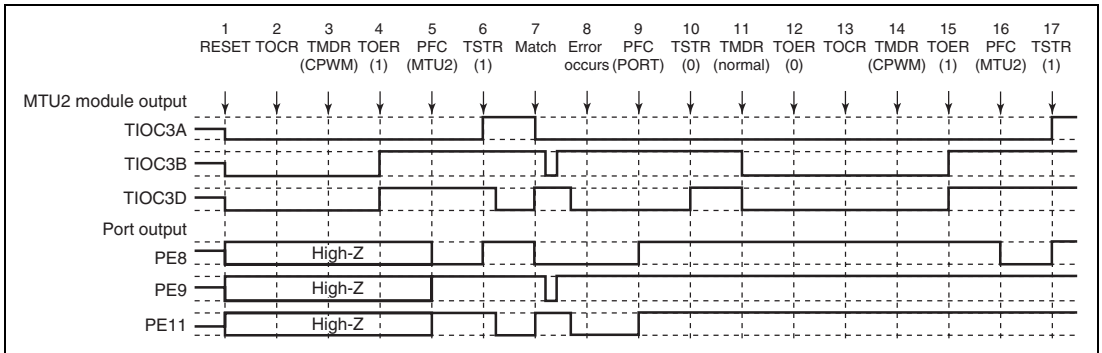 1 2 3 4 5 6 7 8 9 10 11 12 13 14 15 16 17
RESET TOCR TMDR TOER PFC TSTR Match Error PFC TSTR TMDR TOER TOCR TMDR TOER PFC TSTR
(CPWM) (1) (MTU2) (1) occurs (PORT) (0) (normal) (0) (CPWM) (1) (MTU2) (1)
MTU2 module output
TIOC3A
TIOC3B
TIOC3D
Port output
PE8 High-Z
PE9 High-Z
PE11 High-Z